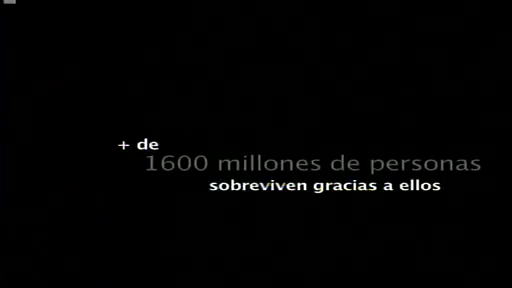 + de
1600 millones de personas
sobreviven gracias a ellos